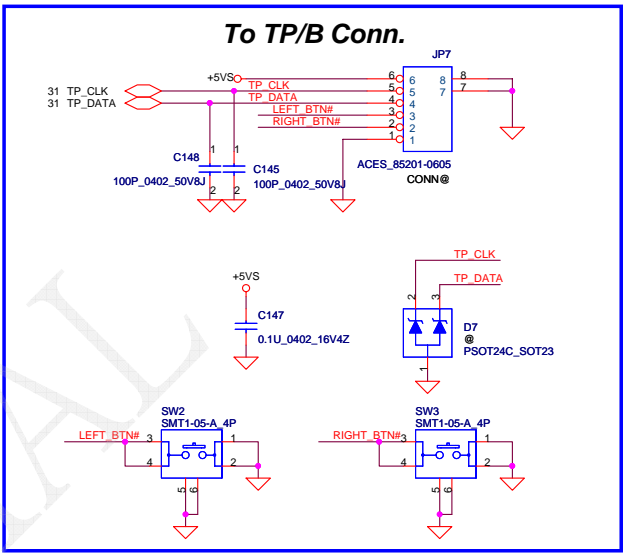 To TP/B Conn.
JP7
+5VS
6 6 8 8
31 TP_CLK TP_CLK 5 5 7 7
31 TP_DATA TP_DATA 4 4
LEFT_BTN# 3 3
RIGHT_BTN# 2 2
1 1
ACES_85201-0605
CONN@
C148 1 1
C145
100P_0402_50V8J 2 2 100P_0402_50V8J
+5VS
C147
0.1U_0402_16V4Z
TP_CLK
TP_DATA
2 3
D7
@
PSOT24C_SOT23
1
SW2
SMT1-05-A_4P
LEFT_BTN# 3 1
4 2
5 6
SW3
SMT1-05-A_4P
RIGHT_BTN# 3 1
4 2
5 6